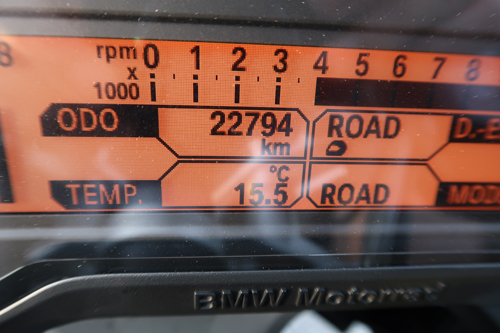 8 rpm 0 1 2 3 4 5 6 7 8
x
1000
ODO 22794 ROAD D.-E
km
°C
TEMP. 15.5 ROAD MOD
BMW Motorrad